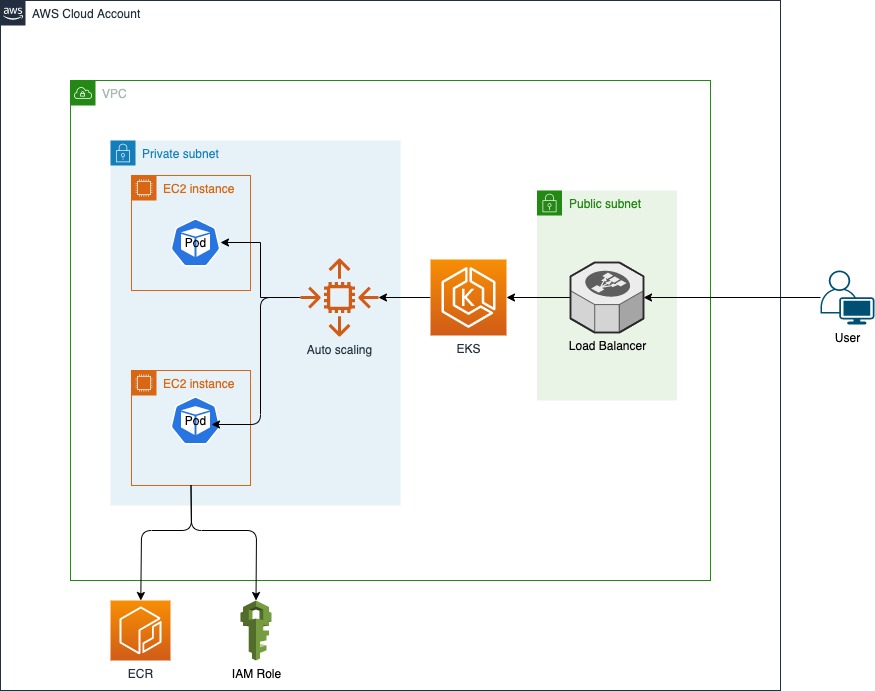 aws
AWS Cloud Account
VPC
Private subnet
EC2 instance
Pod
Auto scaling
EC2 instance
Pod
K
EKS
Public subnet
Load Balancer
User
ECR
IAM Role